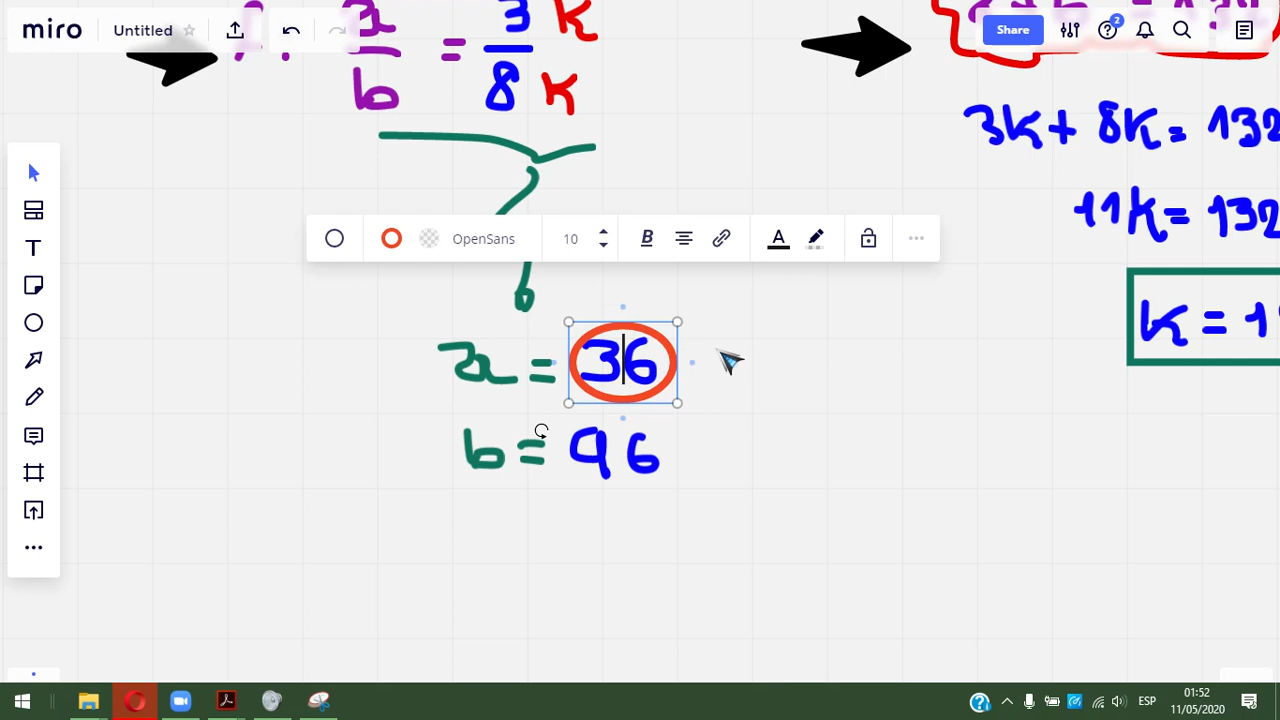 miro Untitled Share 2
a/b = 3K/8K
3K + 8K = 132
11K = 132
OpenSans 10 B A
K = 1
a = 36
b = 96
ESP 01:52
11/05/2020